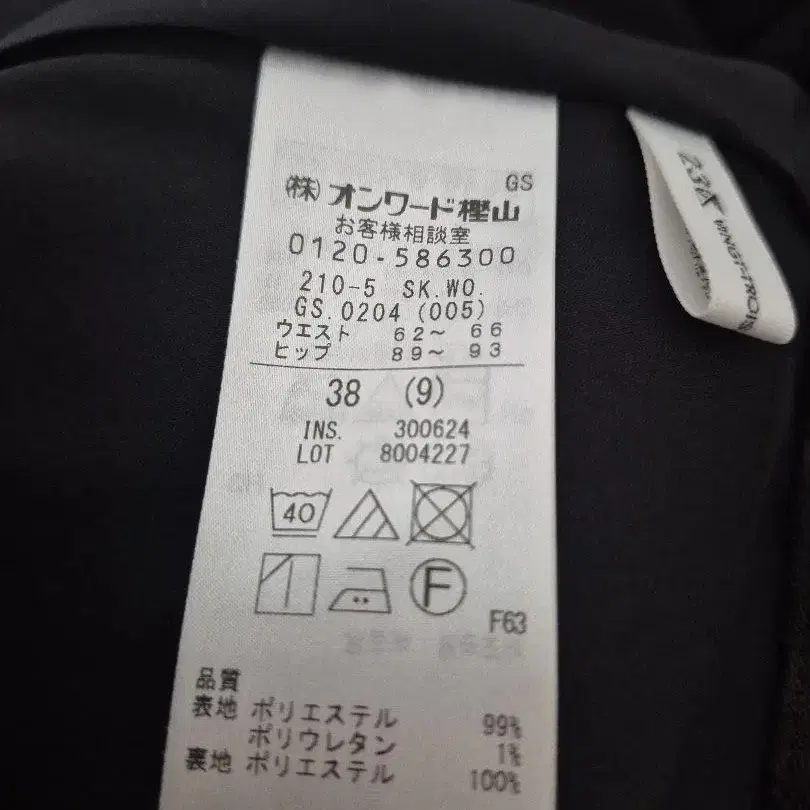 GS
(株)オンワード樫山
お客様相談室
0120-586300
210-5 SK.WO.
GS.0204(005)
ウエスト 62～ 66
ヒップ 89～ 93
38 (9)
INS. 300624
LOT 8004227
40
F
F63
品質
表地 ポリエステル 99%
ポリウレタン 1%
裏地 ポリエステル 100%